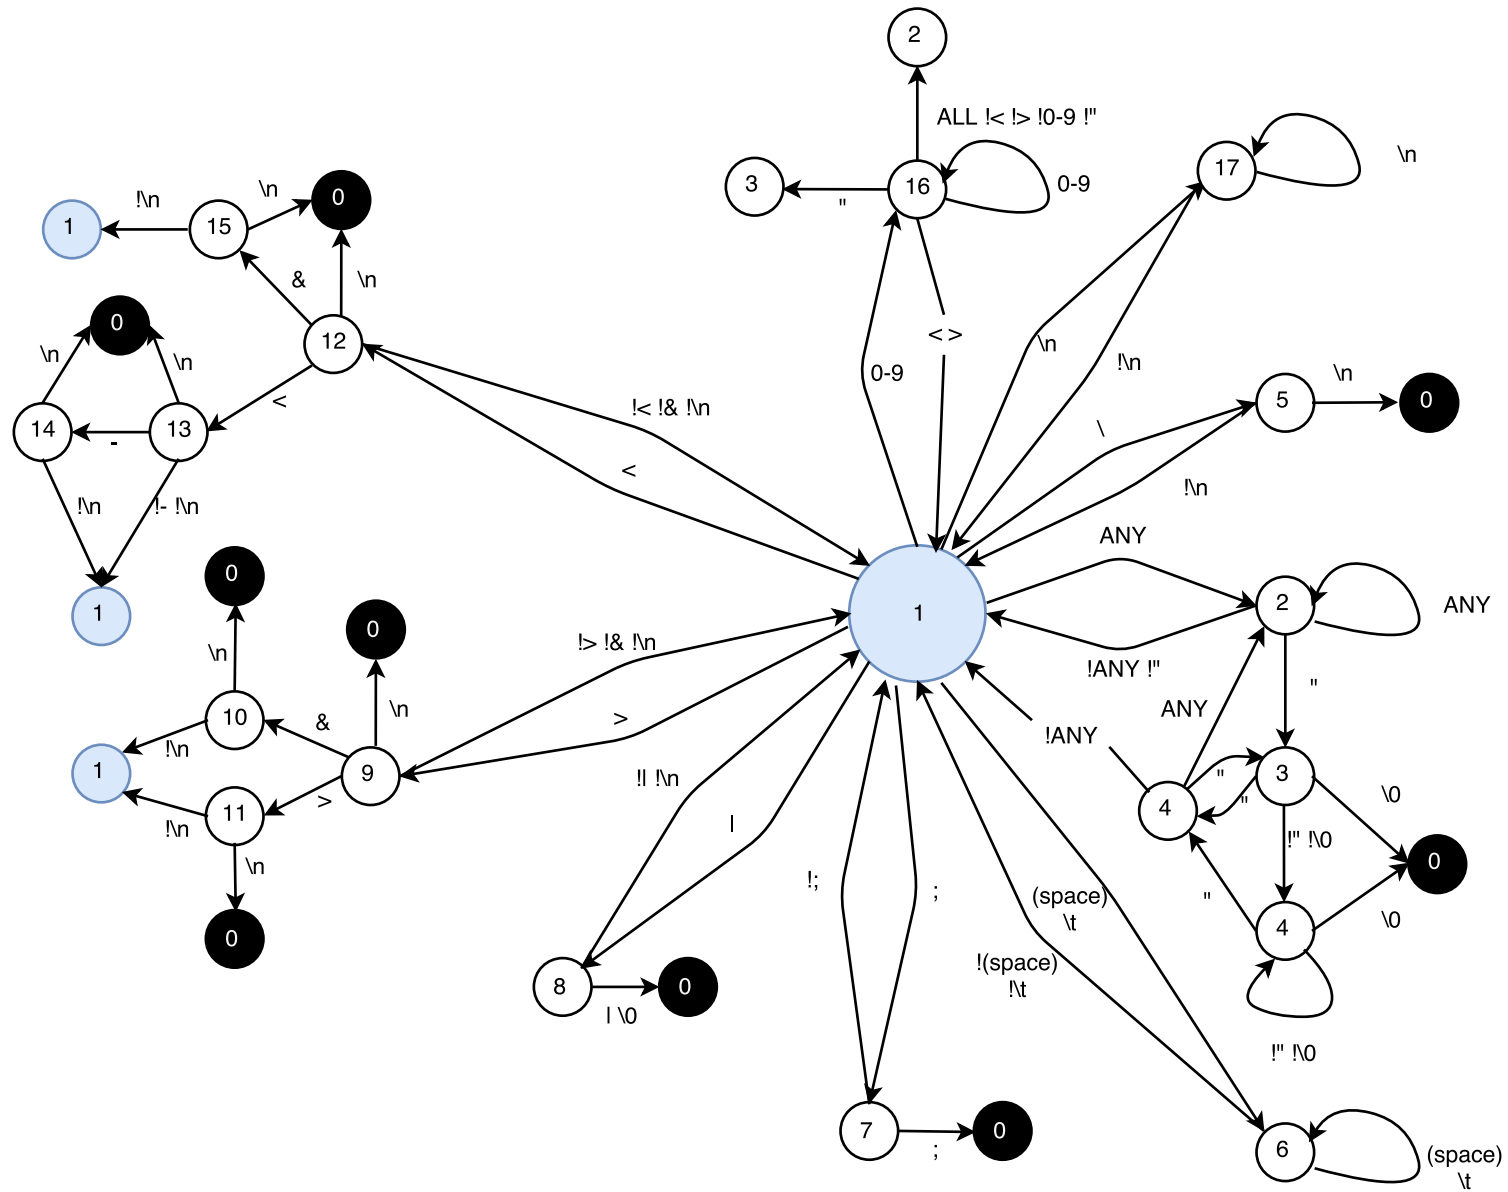 2
ALL !< !> !0-9 !"
17
\n
3
16
0-9
"
1
!\n
15
\n
0
&
\n
0
12
< >
\n
!\n
\n
\n
0-9
\n
5
0
<
!< !& !\n
14
-
13
\
<
!\n
!- !\n
!\n
ANY
0
1
1
2
ANY
0
!> !& !\n
!ANY !"
\n
"
ANY
10
&
\n
>
!ANY
!\n
1
9
!| !\n
"
3
\0
4
"
11
>
!\n
|
!" !\0
0
\n
!;
;
(space)
\t
"
4
\0
0
!(space)
!\t
8
0
| \0
!" !\0
7
0
;
6
(space)
\t